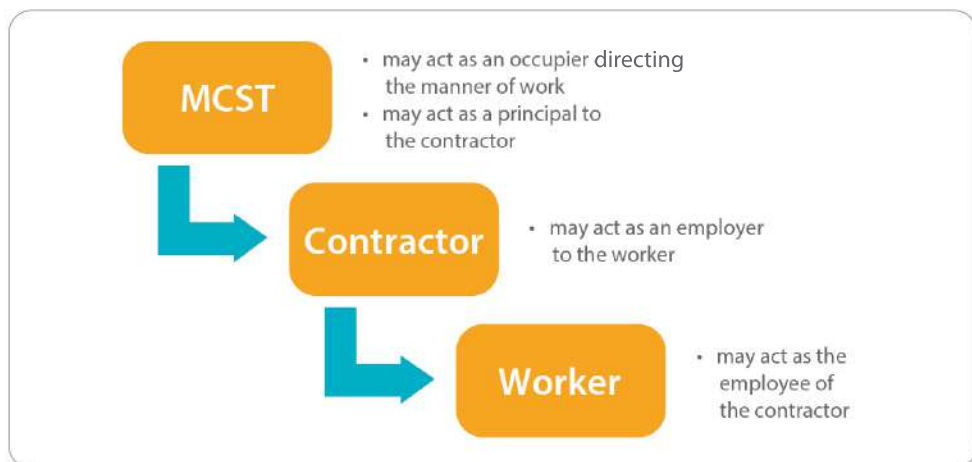 MCST
• may act as an occupier directing
the manner of work
• may act as a principal to
the contractor
Contractor
• may act as an employer
to the worker
Worker
• may act as the
employee of
the contractor